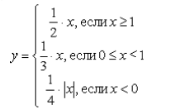 y = { 1/2 · x, если x ≥ 1
1/3 · x, если 0 ≤ x < 1
1/4 · |x|, если x < 0